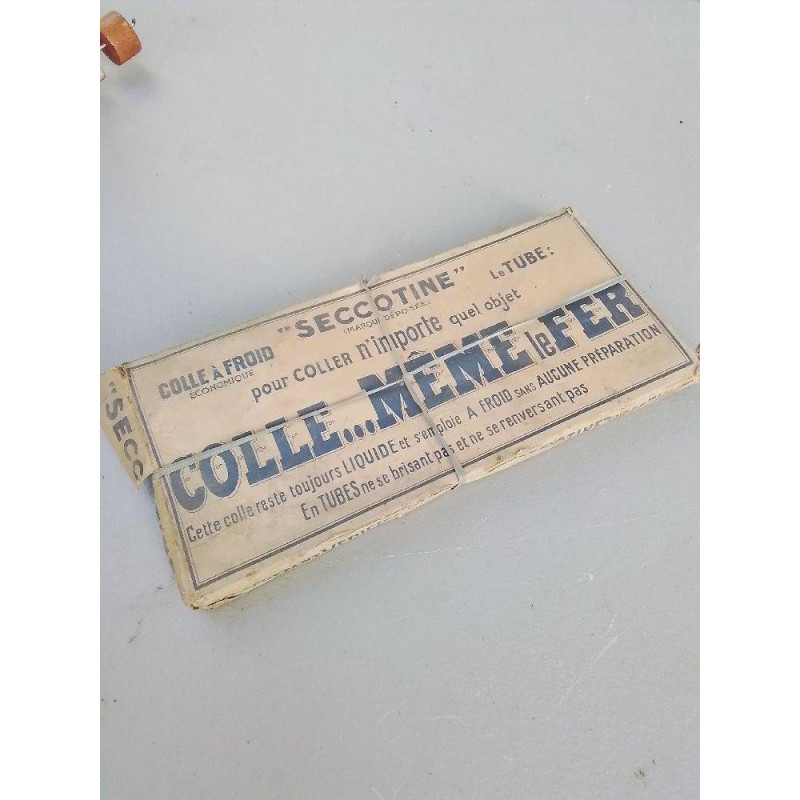 "SECCOTINE"
(MARQUE DÉPOSÉE)
Le TUBE:
COLLE À FROID
ÉCONOMIQUE
pour COLLER n'importe quel objet
COLLE... MÊME le FER
Cette colle reste toujours LIQUIDE et s'emploie A FROID SANS AUCUNE PRÉPARATION
En TUBES ne se brisant pas et ne se renversant pas
"SECCO